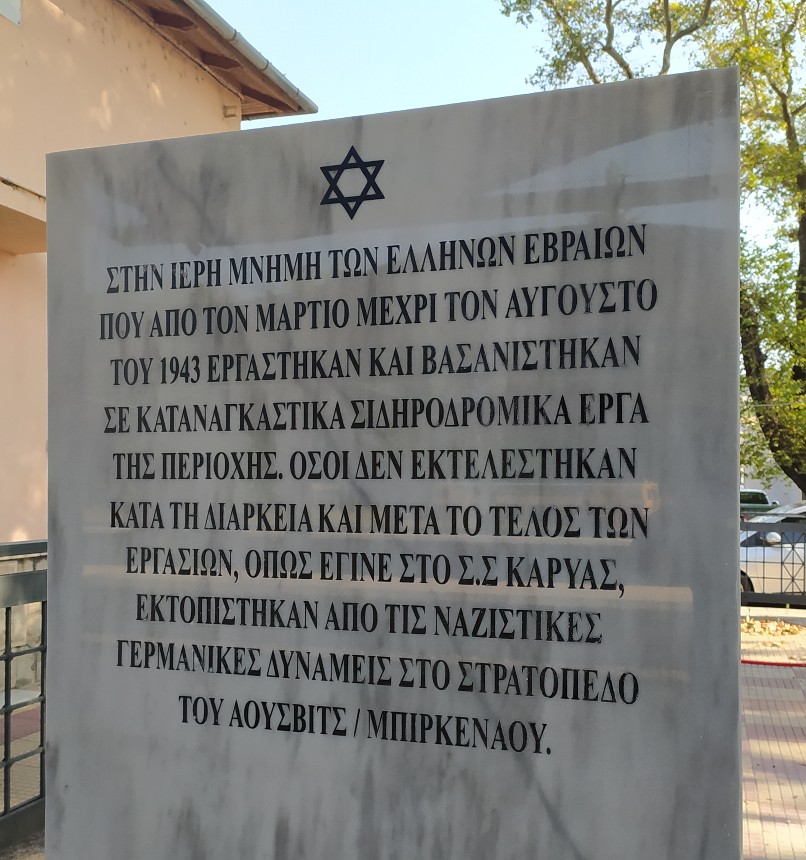 ΣΤΗΝ ΙΕΡΗ ΜΝΗΜΗ ΤΩΝ ΕΛΛΗΝΩΝ ΕΒΡΑΙΩΝ
ΠΟΥ ΑΠΟ ΤΟΝ ΜΑΡΤΙΟ ΜΕΧΡΙ ΤΟΝ ΑΥΓΟΥΣΤΟ
ΤΟΥ 1943 ΕΡΓΑΣΤΗΚΑΝ ΚΑΙ ΒΑΣΑΝΙΣΤΗΚΑΝ
ΣΕ ΚΑΤΑΝΑΓΚΑΣΤΙΚΑ ΣΙΔΗΡΟΔΡΟΜΙΚΑ ΕΡΓΑ
ΤΗΣ ΠΕΡΙΟΧΗΣ. ΟΣΟΙ ΔΕΝ ΕΚΤΕΛΕΣΤΗΚΑΝ
ΚΑΤΑ ΤΗ ΔΙΑΡΚΕΙΑ ΚΑΙ ΜΕΤΑ ΤΟ ΤΕΛΟΣ ΤΩΝ
ΕΡΓΑΣΙΩΝ, ΟΠΩΣ ΕΓΙΝΕ ΣΤΟ Σ.Σ ΚΑΡΥΑΣ,
ΕΚΤΟΠΙΣΤΗΚΑΝ ΑΠΟ ΤΙΣ ΝΑΖΙΣΤΙΚΕΣ
ΓΕΡΜΑΝΙΚΕΣ ΔΥΝΑΜΕΙΣ ΣΤΟ ΣΤΡΑΤΟΠΕΔΟ
ΤΟΥ ΑΟΥΣΒΙΤΣ / ΜΠΙΡΚΕΝΑΟΥ.